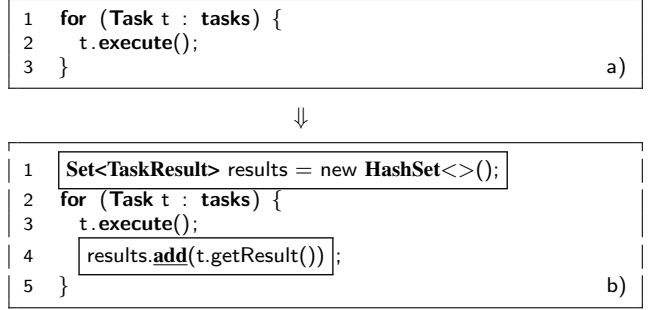 1 for (Task t : tasks) {
2 t.execute();
3 } a)
⇓
1 Set<TaskResult> results = new HashSet<>();
2 for (Task t : tasks) {
3 t.execute();
4 results.add(t.getResult()) ;
5 } b)